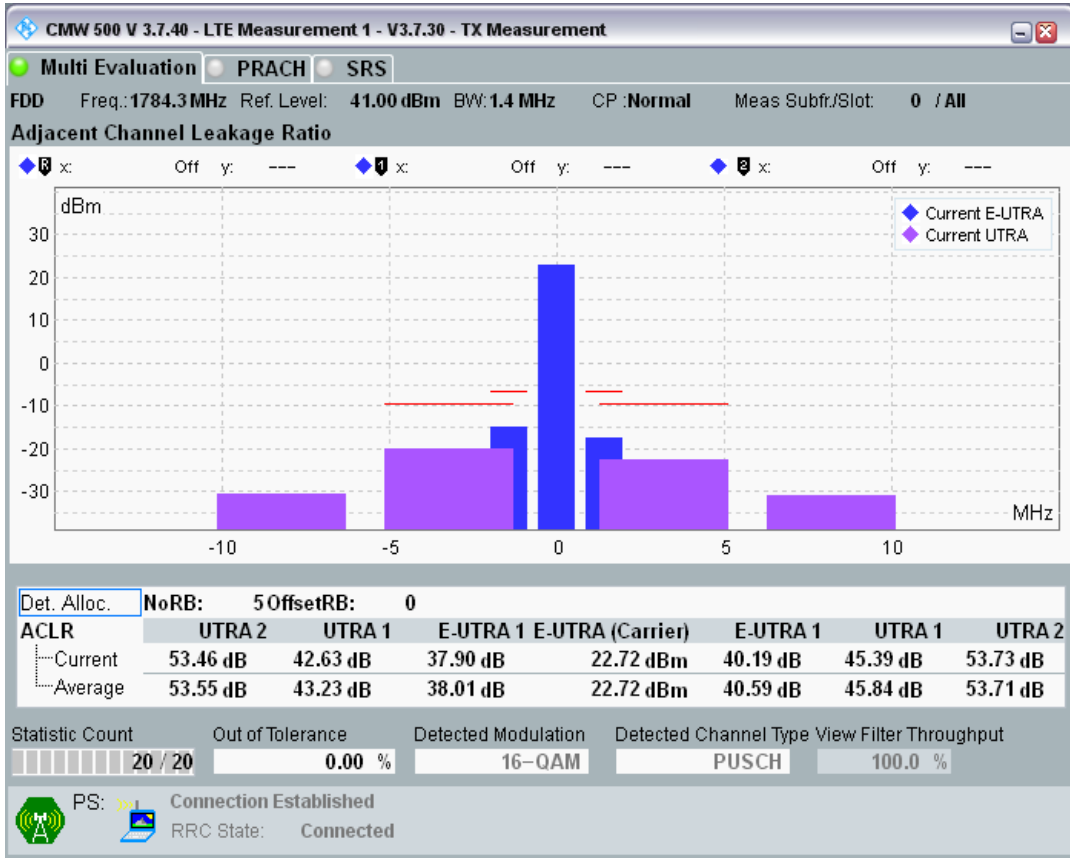 CMW 500 V 3.7.40 - LTE Measurement 1 - V3.7.30 - TX Measurement
Multi Evaluation PRACH SRS
FDD Freq.:1784.3 MHz Ref. Level: 41.00 dBm BW:1.4 MHz CP :Normal Meas Subfr./Slot: 0 / All
Adjacent Channel Leakage Ratio
R x: Off y: --- 1 x: Off y: --- 2 x: Off y: ---
dBm
Current E-UTRA
Current UTRA
30
20
10
0
-10
-20
-30
MHz
-10 -5 0 5 10
Det. Alloc. NoRB: 5 OffsetRB: 0
ACLR UTRA 2 UTRA 1 E-UTRA 1 E-UTRA (Carrier) E-UTRA 1 UTRA 1 UTRA 2
Current 53.46 dB 42.63 dB 37.90 dB 22.72 dBm 40.19 dB 45.39 dB 53.73 dB
Average 53.55 dB 43.23 dB 38.01 dB 22.72 dBm 40.59 dB 45.84 dB 53.71 dB
Statistic Count Out of Tolerance Detected Modulation Detected Channel Type View Filter Throughput
20 / 20 0.00 % 16-QAM PUSCH 100.0 %
PS: Connection Established
RRC State: Connected